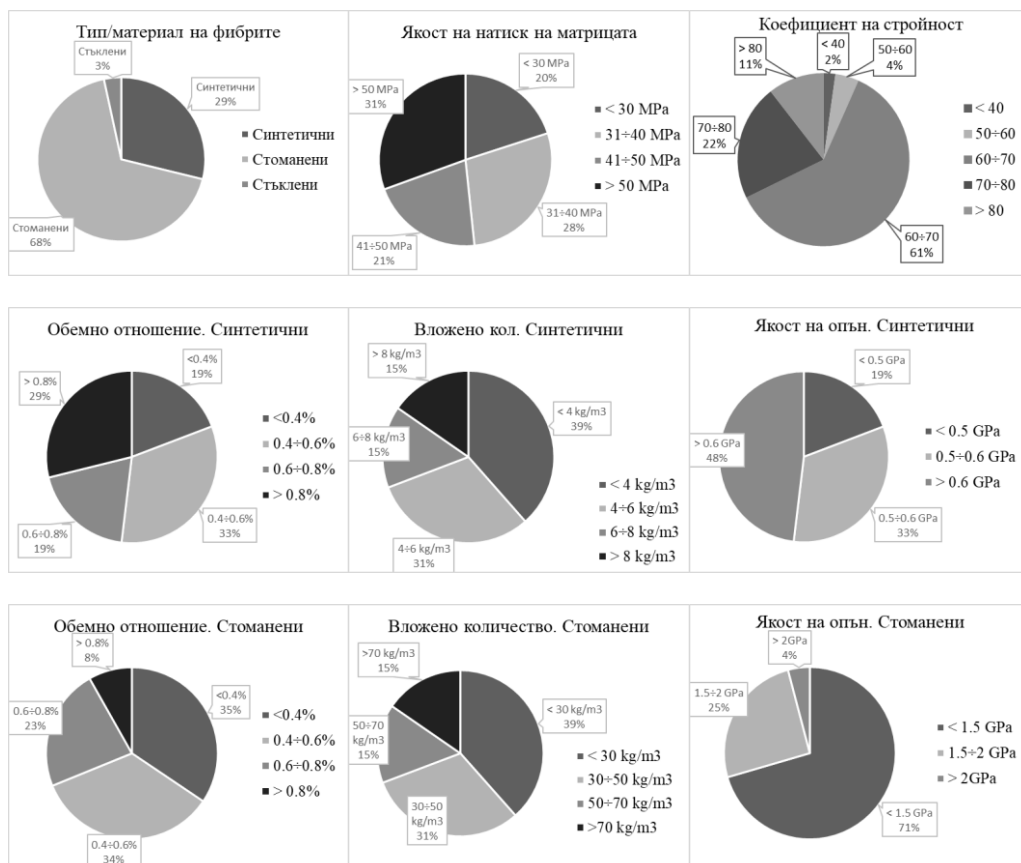 Тип/материал на фибрите
Стъклени
3%
Синтетични
29%
Стоманени
68%
Синтетични
Стоманени
Стъклени
Якост на натиск на матрицата
< 30 MPa
20%
> 50 MPa
31%
31÷40 MPa
28%
41÷50 MPa
21%
< 30 MPa
31÷40 MPa
41÷50 MPa
> 50 MPa
Коефициент на стройност
< 40
2%
50÷60
4%
> 80
11%
70÷80
22%
60÷70
61%
< 40
50÷60
60÷70
70÷80
> 80
Обемно отношение. Синтетични
<0.4%
19%
> 0.8%
29%
0.6÷0.8%
19%
0.4÷0.6%
33%
<0.4%
0.4÷0.6%
0.6÷0.8%
> 0.8%
Вложено кол. Синтетични
> 8 kg/m3
15%
< 4 kg/m3
39%
6÷8 kg/m3
15%
4÷6 kg/m3
31%
< 4 kg/m3
4÷6 kg/m3
6÷8 kg/m3
> 8 kg/m3
Якост на опън. Синтетични
< 0.5 GPa
19%
> 0.6 GPa
48%
0.5÷0.6 GPa
33%
< 0.5 GPa
0.5÷0.6 GPa
> 0.6 GPa
Обемно отношение. Стоманени
> 0.8%
8%
<0.4%
35%
0.6÷0.8%
23%
0.4÷0.6%
34%
<0.4%
0.4÷0.6%
0.6÷0.8%
> 0.8%
Вложено количество. Стоманени
>70 kg/m3
15%
< 30 kg/m3
39%
50÷70
kg/m3
15%
30÷50
kg/m3
31%
< 30 kg/m3
30÷50 kg/m3
50÷70 kg/m3
>70 kg/m3
Якост на опън. Стоманени
> 2GPa
4%
1.5÷2 GPa
25%
< 1.5 GPa
71%
< 1.5 GPa
1.5÷2 GPa
> 2GPa